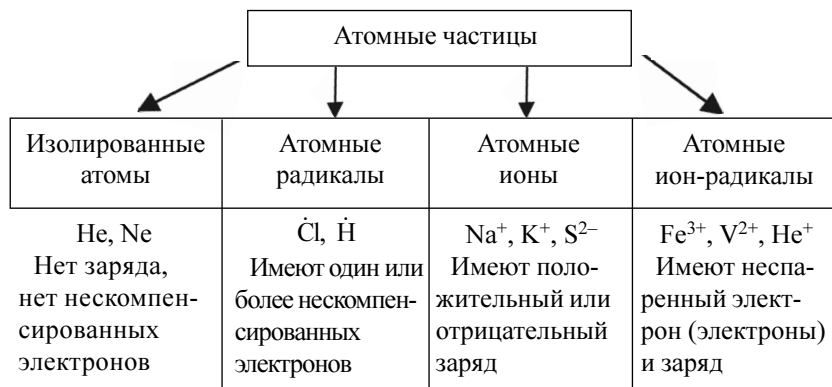 Атомные частицы
Изолированные
атомы
Атомные
радикалы
Атомные
ионы
Атомные
ион-радикалы
He, Ne
Нет заряда,
нет нескомпен-
сированных
электронов
Ċl, Ḣ
Имеют один или
более нескомпен-
сированных
электронов
Na⁺, K⁺, S²⁻
Имеют поло-
жительный или
отрицательный
заряд
Fe³⁺, V²⁺, He⁺
Имеют неспа-
ренный элект-
рон (электроны)
и заряд